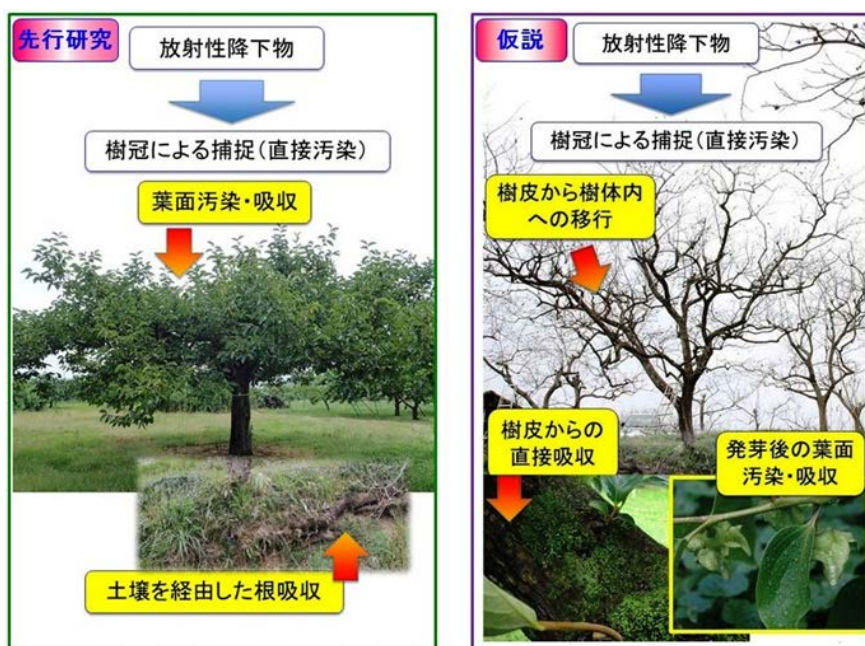 先行研究
放射性降下物
樹冠による捕捉(直接汚染)
葉面汚染・吸収
土壌を経由した根吸収
仮説
放射性降下物
樹冠による捕捉(直接汚染)
樹皮から樹体内
への移行
樹皮からの
直接吸収
発芽後の葉面
汚染・吸収